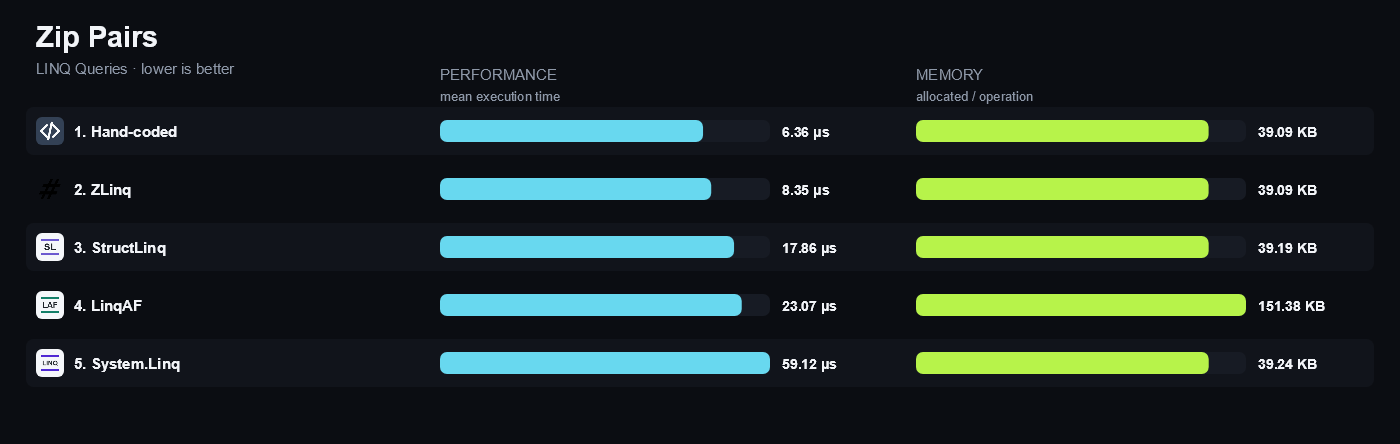 Zip Pairs
LINQ Queries · lower is better
PERFORMANCE
mean execution time
MEMORY
allocated / operation
1. Hand-coded 6.36 µs 39.09 KB
# 2. ZLinq 8.35 µs 39.09 KB
SL 3. StructLinq 17.86 µs 39.19 KB
LAF 4. LinqAF 23.07 µs 151.38 KB
LINQ 5. System.Linq 59.12 µs 39.24 KB